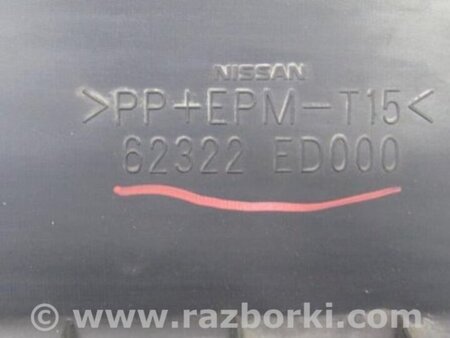 NISSAN
>PP+EPM-T15<
62322 ED000
© www.razborki.com